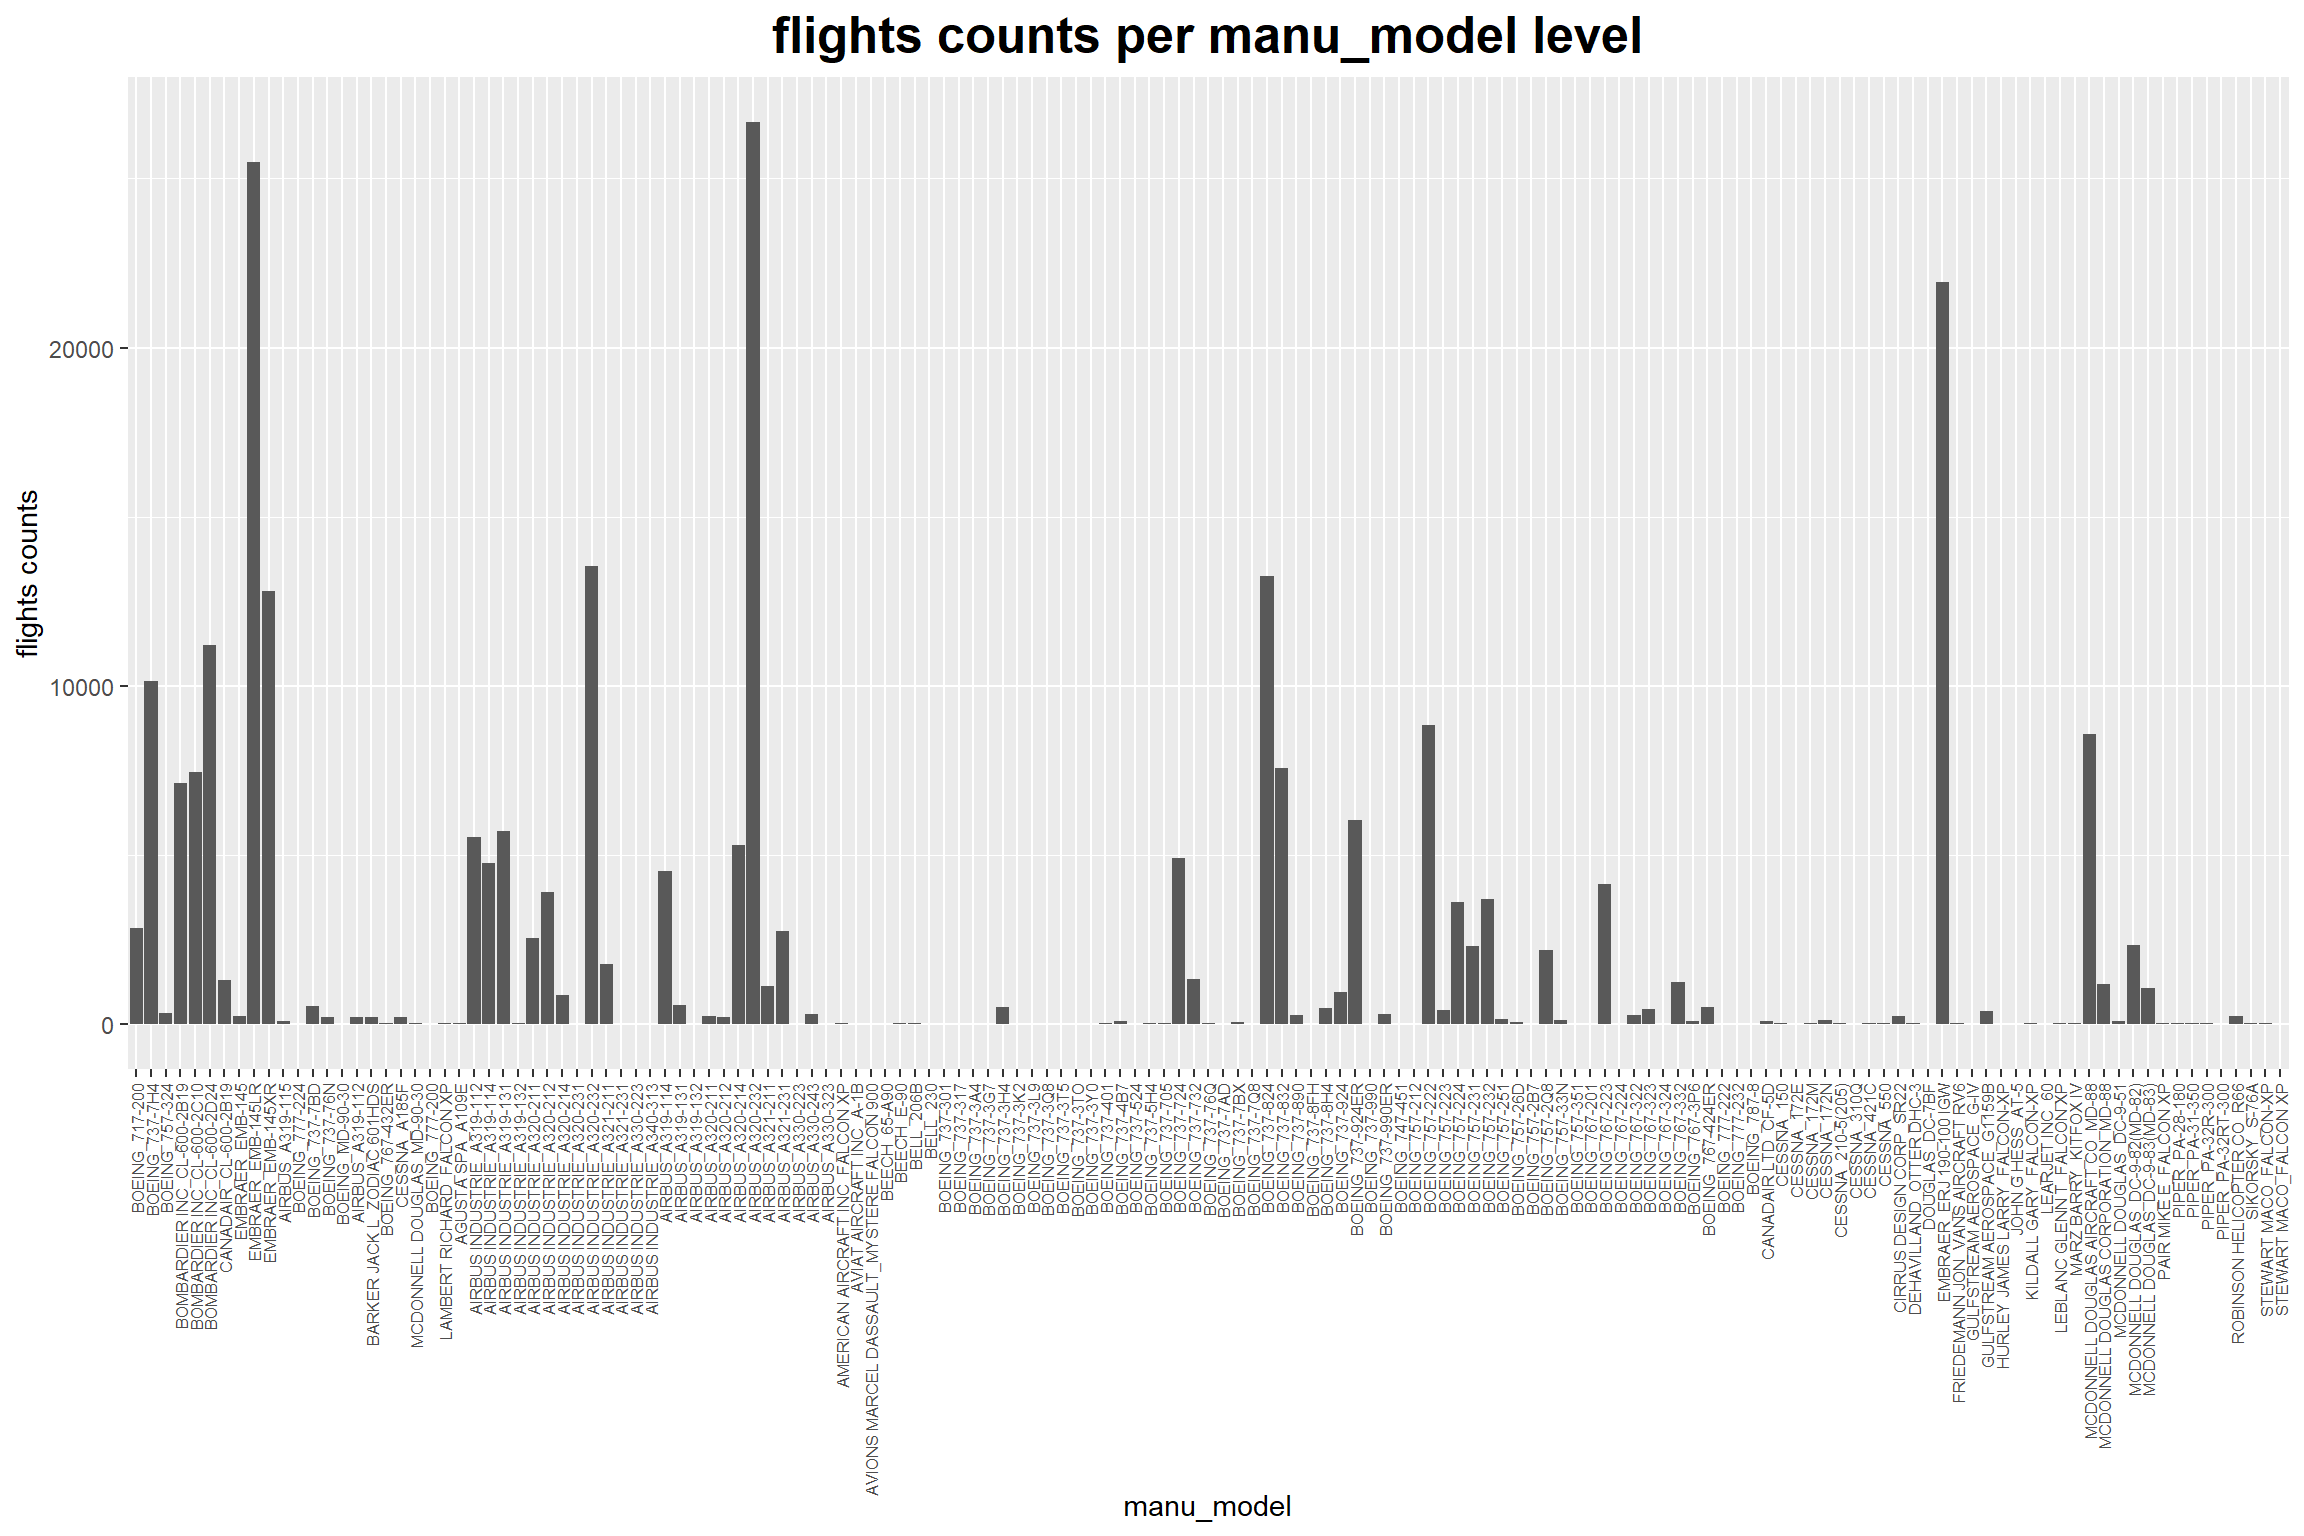 flights counts per manu_model level
flights counts
20000
10000
0
BOEING_717-200
BOEING_737-7H4
BOEING_757-324
BOMBARDIER INC_CL-600-2B19
BOMBARDIER INC_CL-600-2C10
BOMBARDIER INC_CL-600-2D24
CANADAIR_CL-600-2B19
EMBRAER_EMB-145
EMBRAER_EMB-145LR
EMBRAER_EMB-145XR
AIRBUS_A319-115
BOEING_777-224
BOEING_737-7BD
BOEING_737-76N
BOEING_MD-90-30
AIRBUS_A319-112
BARKER JACK L_ZODIAC 601HDS
BOEING_767-432ER
CESSNA_A185F
MCDONNELL DOUGLAS_MD-90-30
BOEING_777-200
LAMBERT RICHARD_FALCON XP
AGUSTA SPA_A109E
AIRBUS INDUSTRIE_A319-112
AIRBUS INDUSTRIE_A319-114
AIRBUS INDUSTRIE_A319-131
AIRBUS INDUSTRIE_A319-132
AIRBUS INDUSTRIE_A320-211
AIRBUS INDUSTRIE_A320-212
AIRBUS INDUSTRIE_A320-214
AIRBUS INDUSTRIE_A320-231
AIRBUS INDUSTRIE_A320-232
AIRBUS INDUSTRIE_A321-211
AIRBUS INDUSTRIE_A321-231
AIRBUS INDUSTRIE_A330-223
AIRBUS INDUSTRIE_A340-313
AIRBUS_A319-114
AIRBUS_A319-131
AIRBUS_A319-132
AIRBUS_A320-211
AIRBUS_A320-212
AIRBUS_A320-214
AIRBUS_A320-232
AIRBUS_A321-211
AIRBUS_A321-231
AIRBUS_A330-223
AIRBUS_A330-243
AIRBUS_A330-323
AMERICAN AIRCRAFT INC_FALCON XP
AVIAT AIRCRAFT INC_A-1B
AVIONS MARCEL DASSAULT_MYSTERE FALCON 900
BEECH_65-A90
BEECH_E-90
BELL_206B
BELL_230
BOEING_737-301
BOEING_737-317
BOEING_737-3A4
BOEING_737-3G7
BOEING_737-3H4
BOEING_737-3K2
BOEING_737-3L9
BOEING_737-3Q8
BOEING_737-3T5
BOEING_737-3TO
BOEING_737-3Y0
BOEING_737-401
BOEING_737-4B7
BOEING_737-524
BOEING_737-5H4
BOEING_737-705
BOEING_737-724
BOEING_737-732
BOEING_737-76Q
BOEING_737-7AD
BOEING_737-7BX
BOEING_737-7Q8
BOEING_737-824
BOEING_737-832
BOEING_737-890
BOEING_737-8FH
BOEING_737-8H4
BOEING_737-924
BOEING_737-924ER
BOEING_737-990
BOEING_737-990ER
BOEING_747-451
BOEING_757-212
BOEING_757-222
BOEING_757-223
BOEING_757-224
BOEING_757-231
BOEING_757-232
BOEING_757-251
BOEING_757-26D
BOEING_757-2B7
BOEING_757-2Q8
BOEING_757-33N
BOEING_757-351
BOEING_767-201
BOEING_767-223
BOEING_767-224
BOEING_767-322
BOEING_767-323
BOEING_767-324
BOEING_767-332
BOEING_767-3P6
BOEING_767-424ER
BOEING_777-222
BOEING_777-232
BOEING_787-8
CANADAIR LTD_CF-5D
CESSNA_150
CESSNA_172E
CESSNA_172M
CESSNA_172N
CESSNA_210-5(205)
CESSNA_310Q
CESSNA_421C
CESSNA_550
CIRRUS DESIGN CORP_SR22
DEHAVILLAND_OTTER DHC-3
DOUGLAS_DC-7BF
EMBRAER_ERJ 190-100 IGW
FRIEDEMANN JON_VANS AIRCRAFT RV6
GULFSTREAM AEROSPACE_G-IV
GULFSTREAM AEROSPACE_G1159B
HURLEY JAMES LARRY_FALCON-XP
JOHN G HESS_AT-5
KILDALL GARY_FALCON-XP
LEARJET INC_60
LEBLANC GLENN T_FALCON XP
MARZ BARRY_KITFOX IV
MCDONNELL DOUGLAS AIRCRAFT CO_MD-88
MCDONNELL DOUGLAS CORPORATION_MD-88
MCDONNELL DOUGLAS_DC-9-51
MCDONNELL DOUGLAS_DC-9-82(MD-82)
MCDONNELL DOUGLAS_DC-9-83(MD-83)
PAIR MIKE E_FALCON XP
PIPER_PA-28-180
PIPER_PA-31-350
PIPER_PA-32R-300
PIPER_PA-32RT-300
ROBINSON HELICOPTER CO_R66
SIKORSKY_S-76A
STEWART MACO_FALCON-XP
STEWART MACO_FALCON XP
manu_model